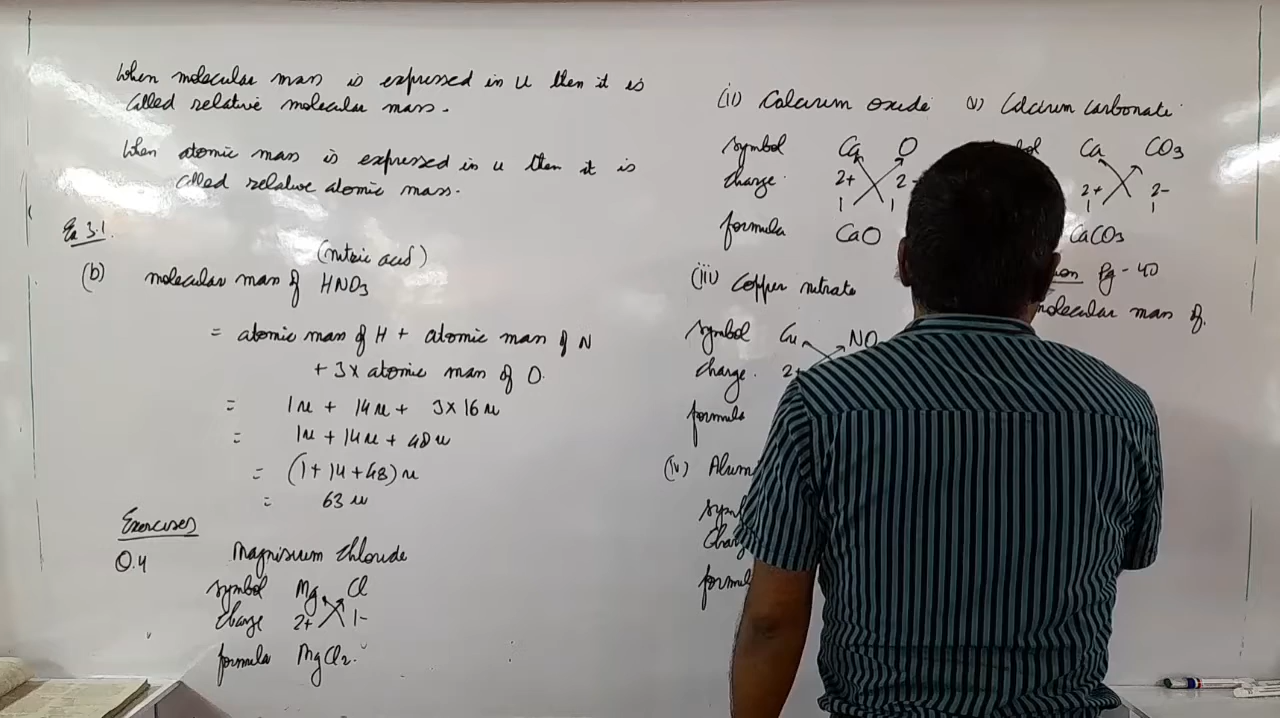 When molecular mass is expressed in u then it is
called relative molecular mass.
When atomic mass is expressed in u then it is
called relative atomic mass.
Ex 3.1.
(nitric acid)
(b) molecular mass of HNO3
= atomic mass of H + atomic mass of N
+ 3 x atomic mass of O.
= 1u + 14u + 3 x 16 u
= 1u + 14u + 48 u
= (1 + 14 + 48) u
= 63 u
Exercises
Q.4 Magnisium Chloride
symbol Mg Cl
Charge 2+ 1-
formula MgCl2.
(ii) Calcium oxide
symbol Ca O
charge. 2+ 2
1 1
formula CaO
(iii) Copper nitrate
symbol Cu NO
charge. 2+
formula
(iv)
v) Calcium carbonate
Ca CO3
2+ 2-
1 1
CaCO3
Pg - 40
molecular mass of.